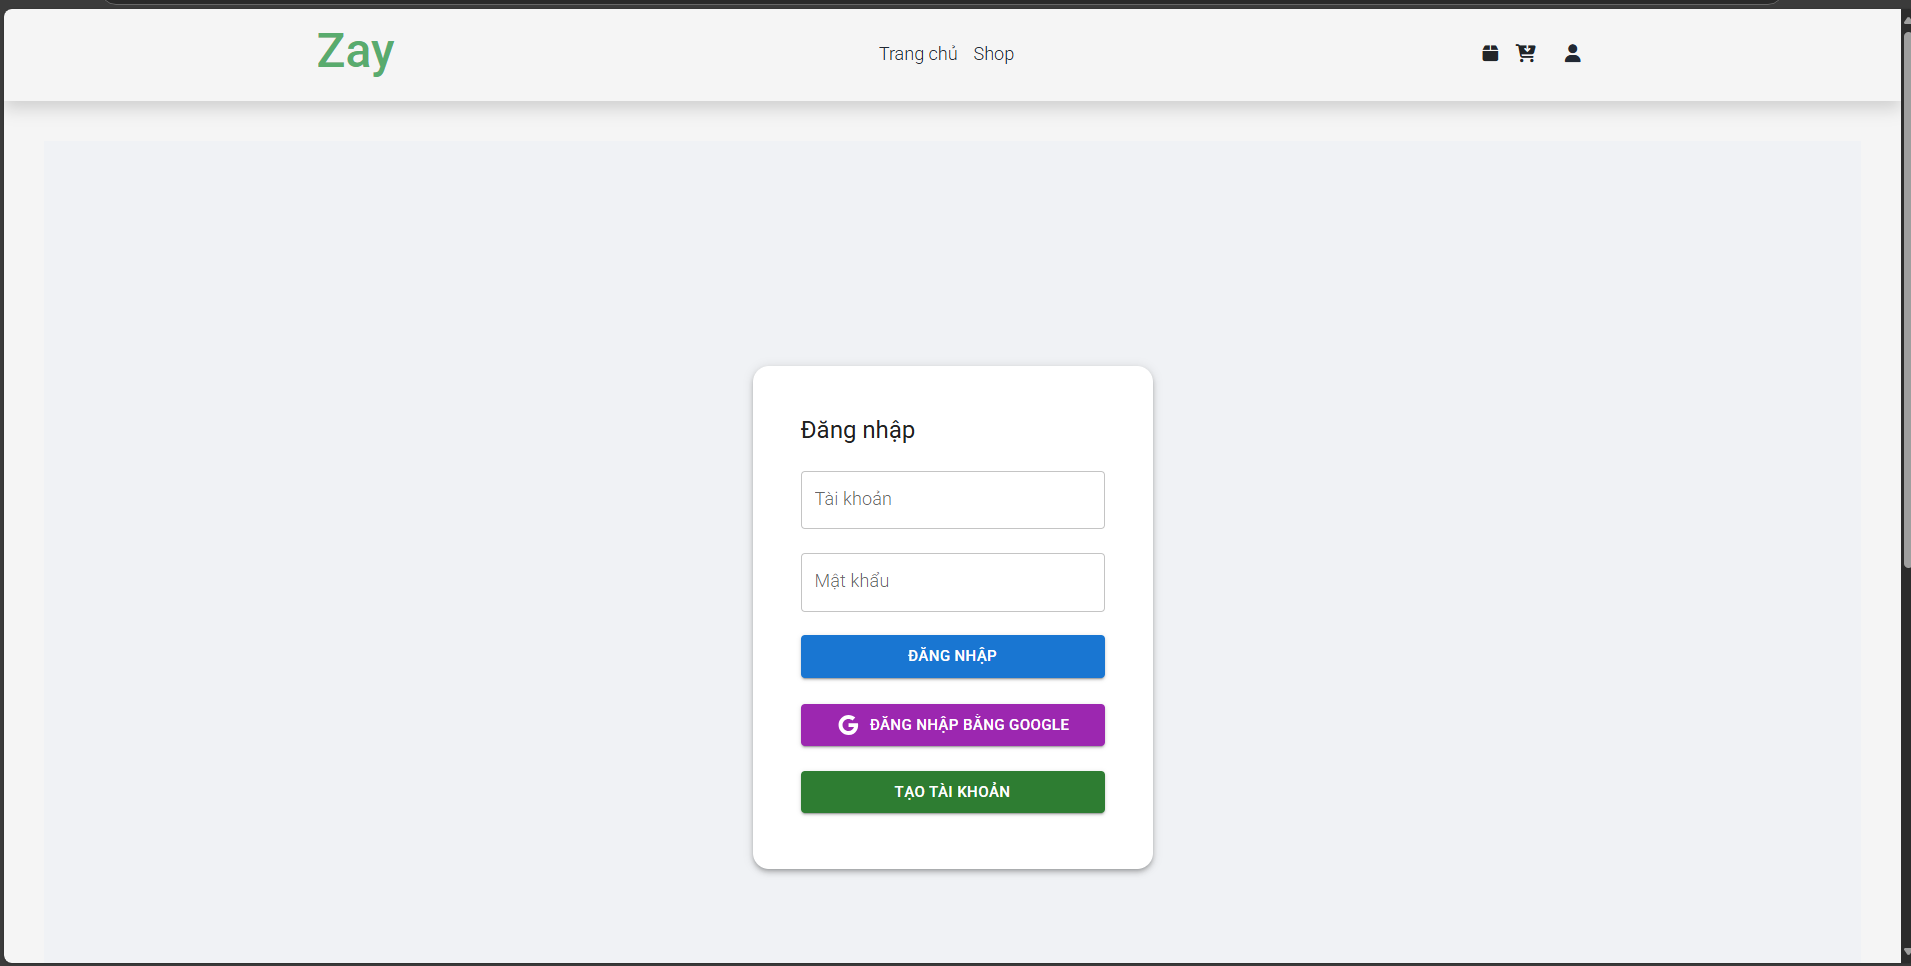 Zay
Trang chủ Shop
Đăng nhập
Tài khoản
Mật khẩu
ĐĂNG NHẬP
ĐĂNG NHẬP BẰNG GOOGLE
TẠO TÀI KHOẢN